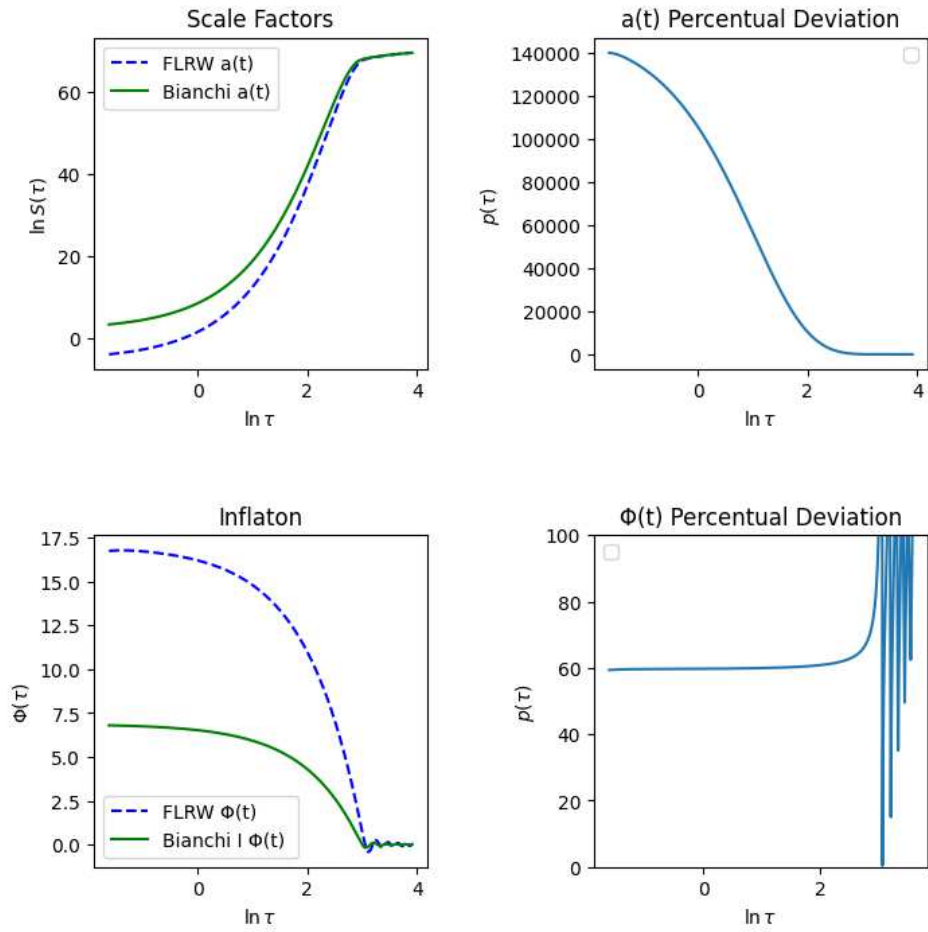 Scale Factors
FLRW a(t)
Bianchi a(t)
60
40
20
0
ln S(τ)
0
2
4
ln τ
a(t) Percentual Deviation
140000
120000
100000
80000
60000
40000
20000
0
p(τ)
0
2
4
ln τ
Inflaton
17.5
15.0
12.5
10.0
7.5
5.0
2.5
0.0
Φ(τ)
FLRW Φ(t)
Bianchi I Φ(t)
0
2
4
ln τ
Φ(t) Percentual Deviation
100
80
60
40
20
0
p(τ)
0
2
ln τ